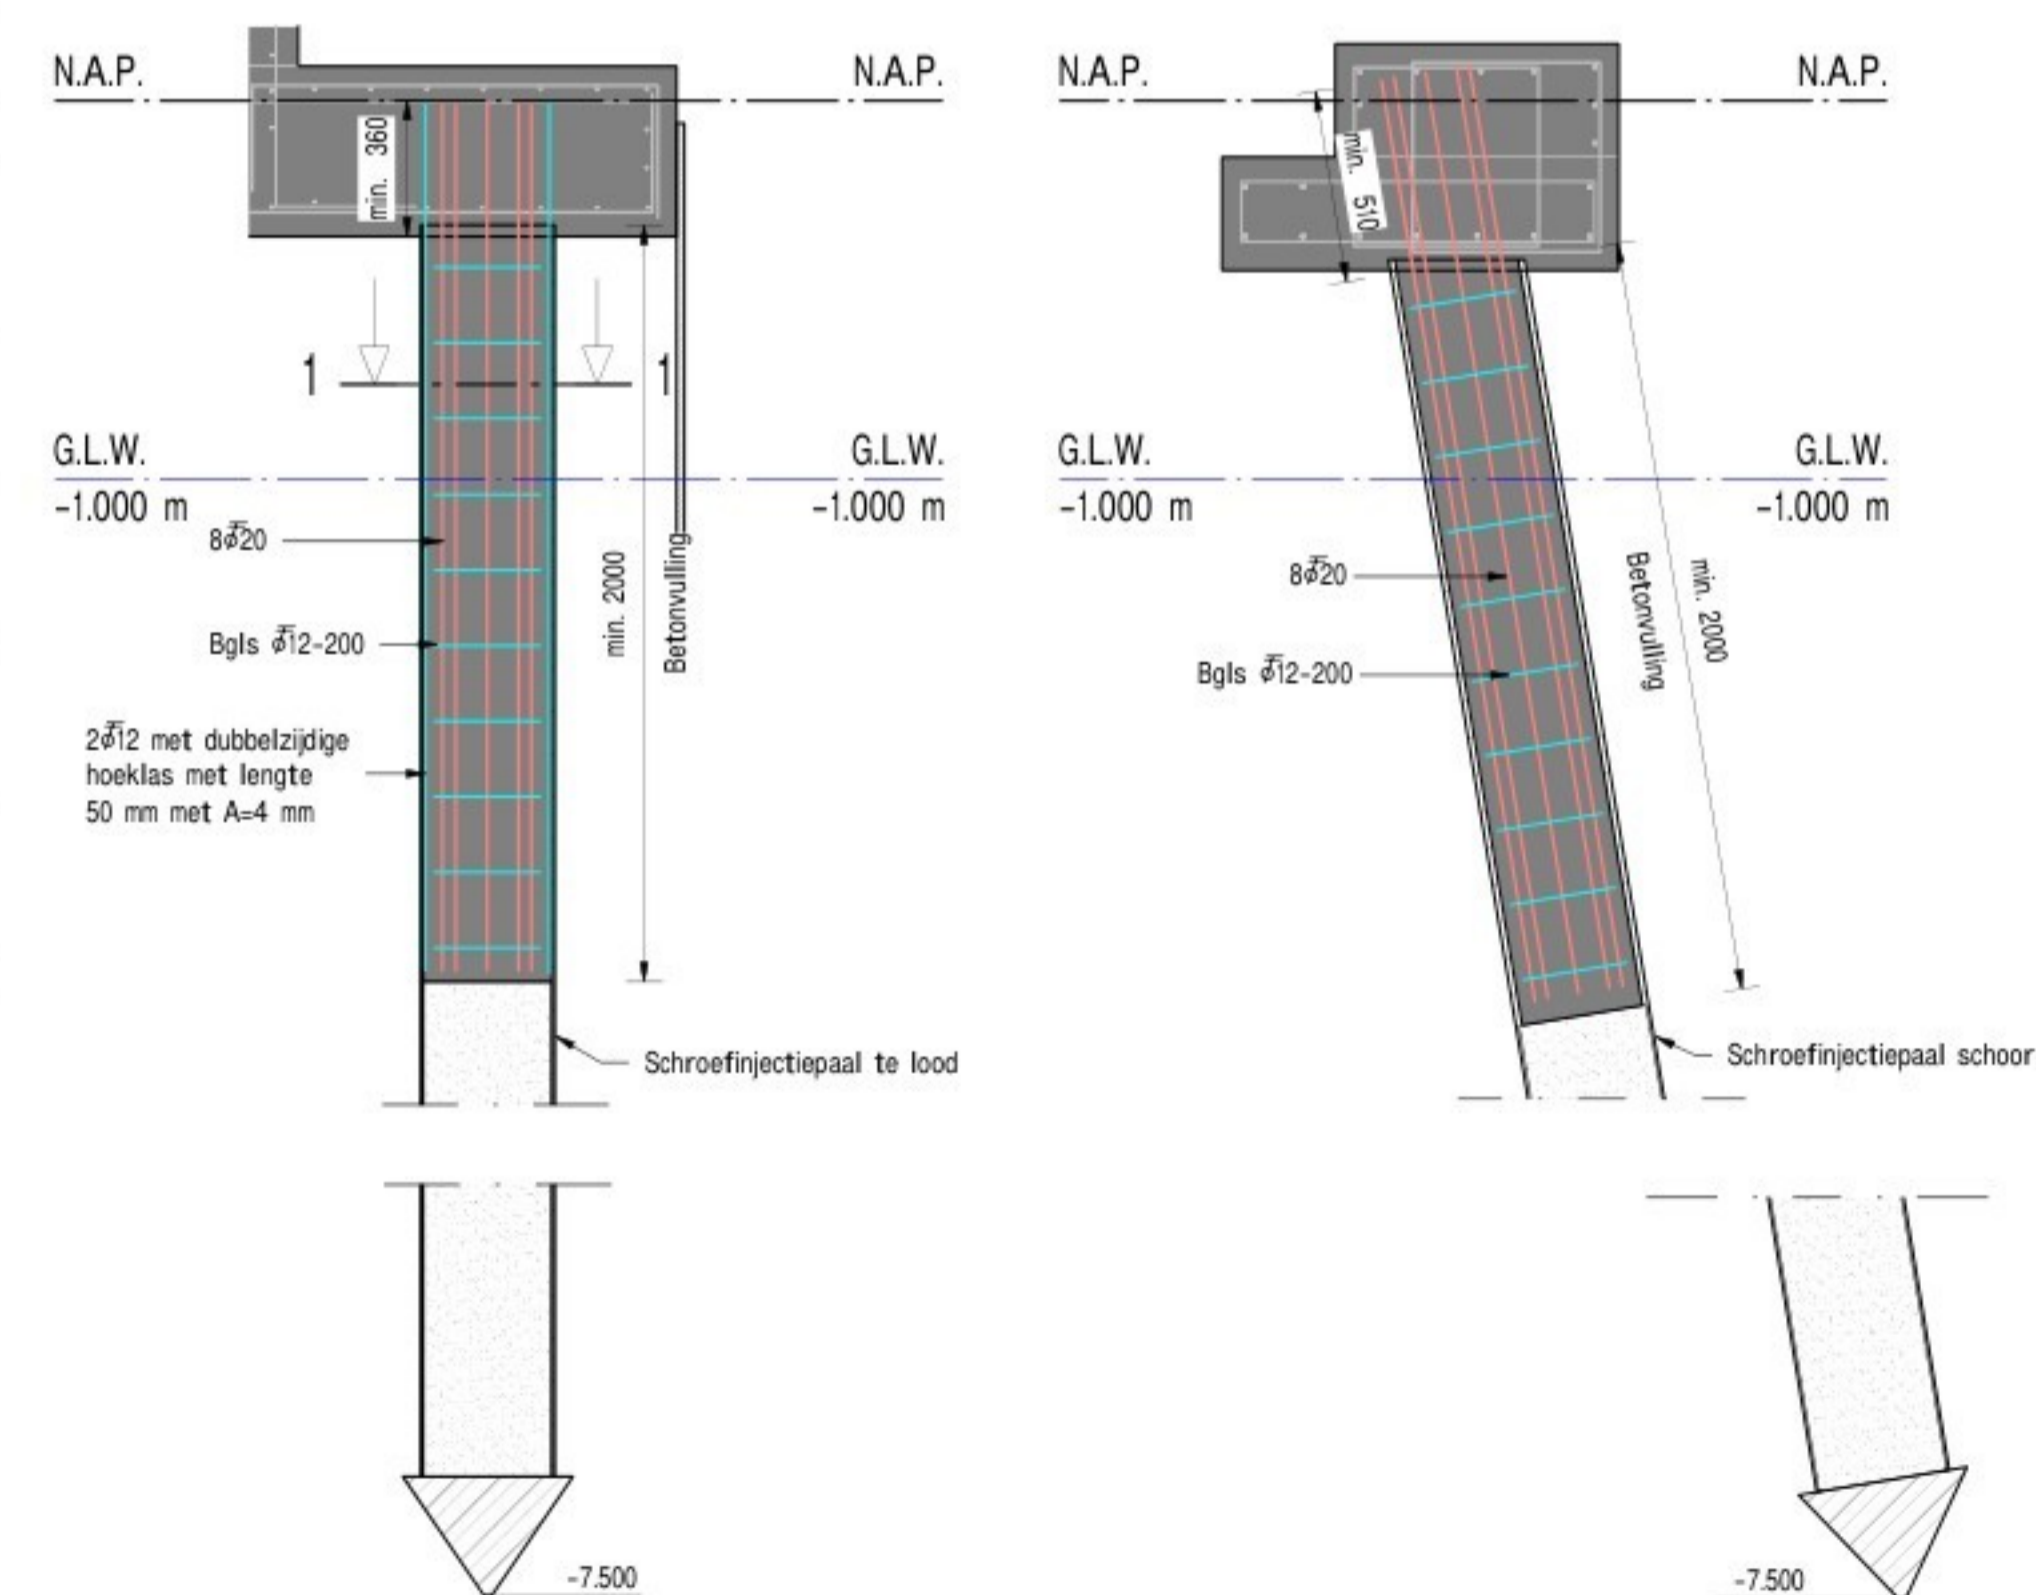 N.A.P.
N.A.P.
min. 360
1
1
G.L.W.
G.L.W.
-1.000 m
-1.000 m
8⌀20
Bgls ⌀12-200
2⌀12 met dubbelzijdige
hoeklas met lengte
50 mm met A=4 mm
min. 2000
Betonvulling
Schroefinjectiepaal te lood
-7.500
N.A.P.
N.A.P.
min. 510
G.L.W.
G.L.W.
-1.000 m
-1.000 m
8⌀20
Bgls ⌀12-200
Betonvulling
min. 2000
Schroefinjectiepaal schoor
-7.500